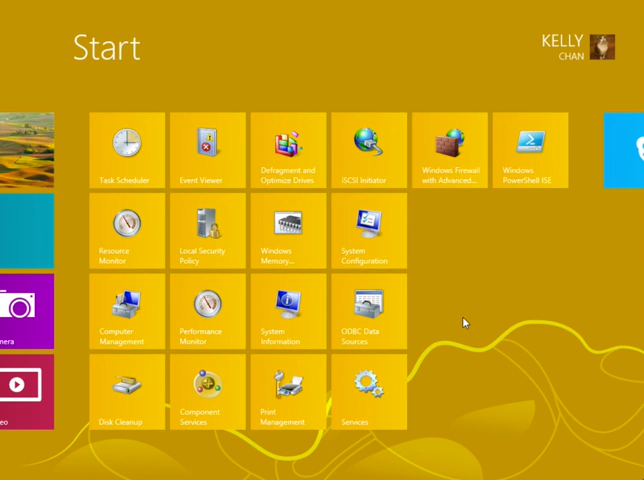 Start
KELLY
CHAN
Task Scheduler
Event Viewer
Defragment and
Optimize Drives
iSCSI Initiator
Windows Firewall
with Advanced...
Windows
PowerShell ISE
Resource
Monitor
Local Security
Policy
Windows
Memory...
System
Configuration
nera
Computer
Management
Performance
Monitor
System
Information
ODBC Data
Sources
eo
Disk Cleanup
Component
Services
Print
Management
Services